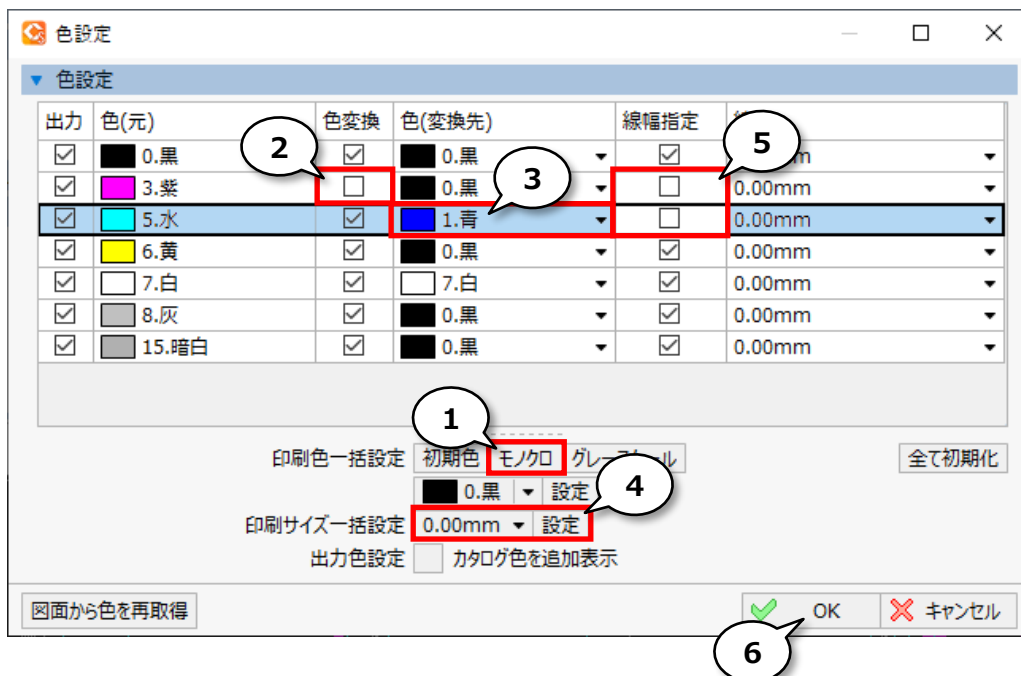 色設定
色設定
出力 色(元) 色変換 色(変換先) 線幅指定
0.黒 0.黒
3.紫 0.黒 0.00mm
5.水 1.青 0.00mm
6.黄 0.黒 0.00mm
7.白 7.白 0.00mm
8.灰 0.黒 0.00mm
15.暗白 0.黒 0.00mm
2
3
5
1
印刷色一括設定 初期色 モノクロ グレースケール 全て初期化
0.黒 設定
4
印刷サイズ一括設定 0.00mm 設定
出力色設定 カタログ色を追加表示
図面から色を再取得 OK キャンセル
6